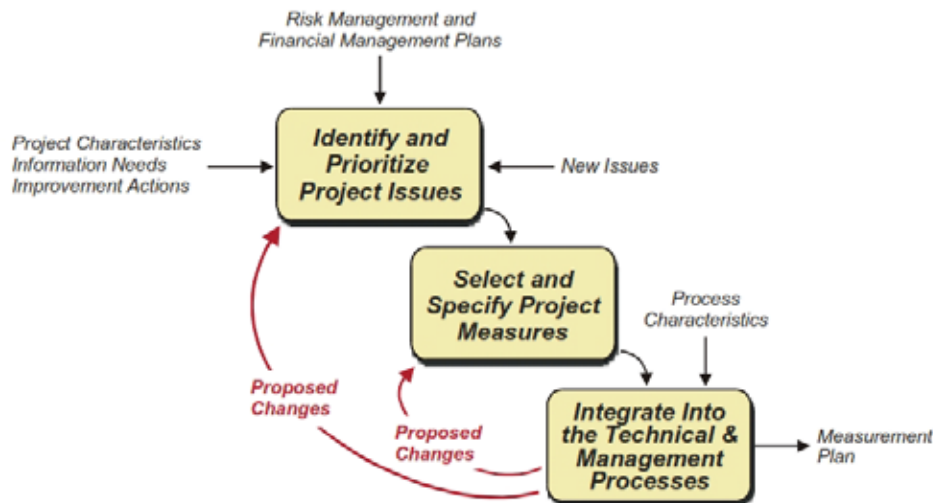 Risk Management and
Financial Management Plans
Identify and
Prioritize
Project Issues
Project Characteristics
Information Needs
Improvement Actions
New Issues
Select and
Specify Project
Measures
Process
Characteristics
Proposed
Changes
Proposed
Changes
Integrate Into
the Technical &
Management
Processes
Measurement
Plan